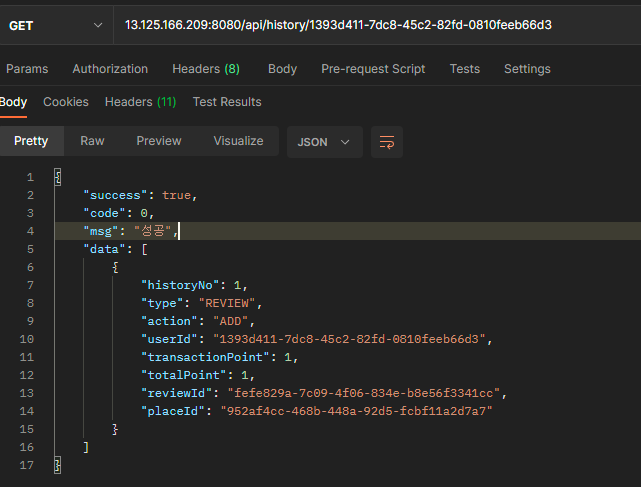 GET 13.125.166.209:8080/api/history/1393d411-7dc8-45c2-82fd-0810feeb66d3
Params Authorization Headers (8) Body Pre-request Script Tests Settings
Body Cookies Headers (11) Test Results
Pretty Raw Preview Visualize JSON
1 {
2 "success": true,
3 "code": 0,
4 "msg": "성공",
5 "data": [
6 {
7 "historyNo": 1,
8 "type": "REVIEW",
9 "action": "ADD",
10 "userId": "1393d411-7dc8-45c2-82fd-0810feeb66d3",
11 "transactionPoint": 1,
12 "totalPoint": 1,
13 "reviewId": "fefe829a-7c09-4f06-834e-b8e56f3341cc",
14 "placeId": "952af4cc-468b-448a-92d5-fcbf11a2d7a7"
15 }
16 ]
17 }